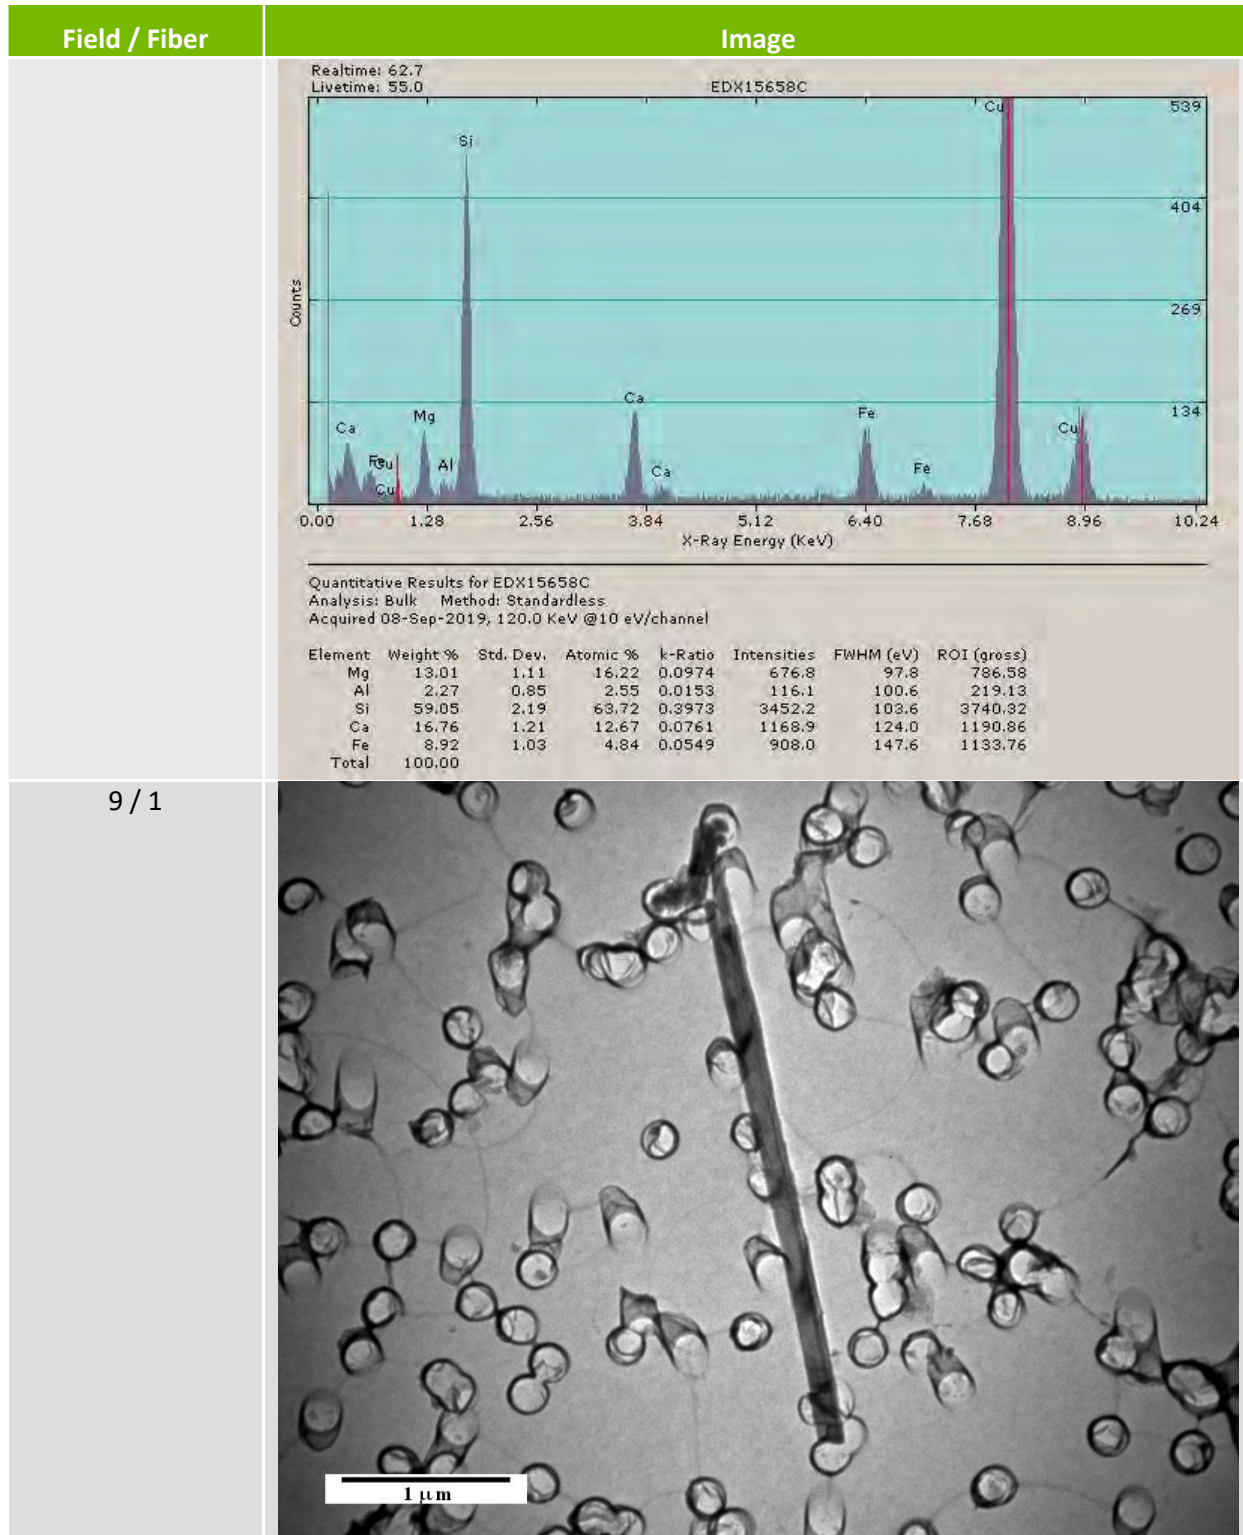 Field / Fiber Image
Realtime: 62.7
Livetime: 55.0 EDX15658C
Cu 539
Si
404
Counts
269
Ca
134
Mg
Fe
Ca
Cu
Fe
Cu
Al
Ca
Fe
Cu
0.00 1.28 2.56 3.84 5.12 6.40 7.68 8.96 10.24
X-Ray Energy (KeV)
Quantitative Results for EDX15658C
Analysis: Bulk Method: Standardless
Acquired 08-Sep-2019, 120.0 KeV @10 eV/channel
Element Weight % Std. Dev. Atomic % k-Ratio Intensities FWHM (eV) ROI (gross)
Mg 13.01 1.11 16.22 0.0974 676.8 97.8 786.58
Al 2.27 0.85 2.55 0.0153 116.1 100.6 219.13
Si 59.05 2.19 63.72 0.3973 3452.2 103.6 3740.32
Ca 16.76 1.21 12.67 0.0761 1168.9 124.0 1190.86
Fe 8.92 1.03 4.84 0.0549 908.0 147.6 1133.76
Total 100.00
9 / 1
1 µm